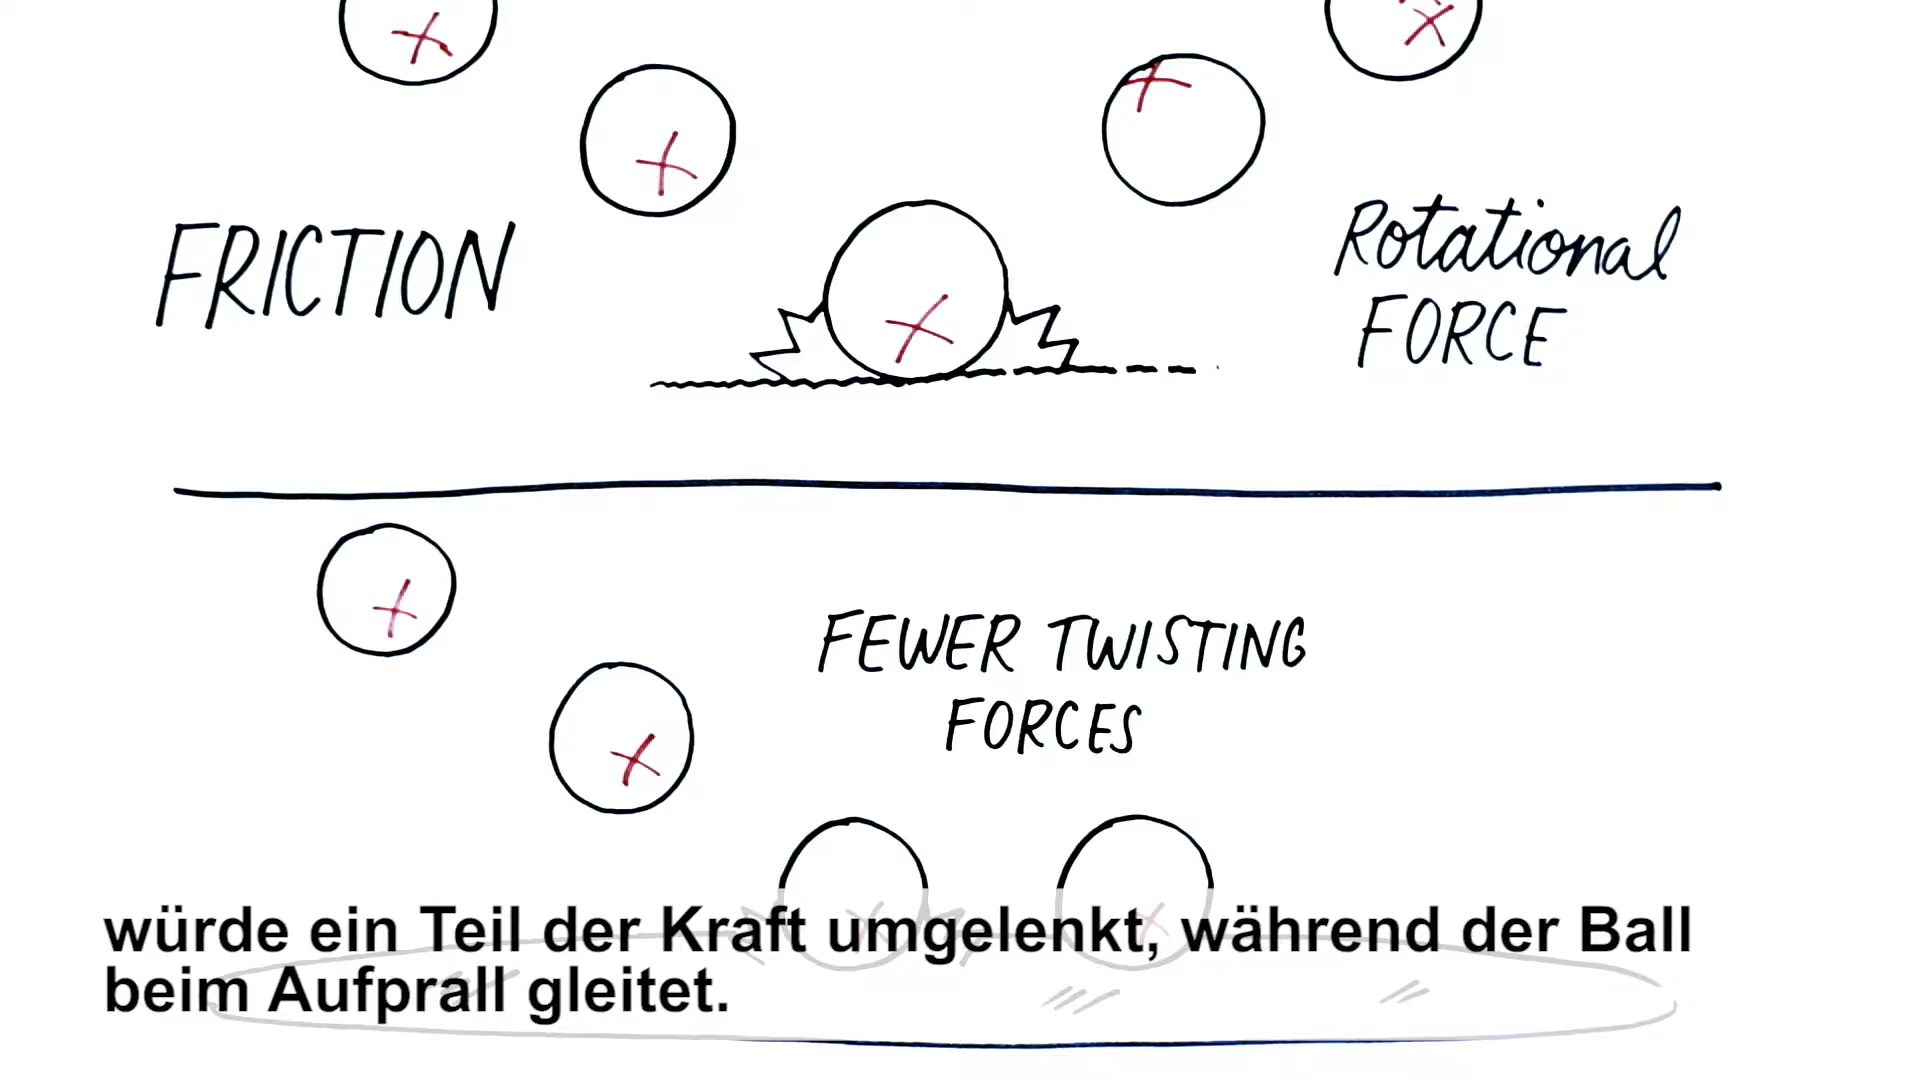 FRICTION
Rotational
FORCE
FEWER TWISTING
FORCES
würde ein Teil der Kraft umgelenkt, während der Ball
beim Aufprall gleitet.